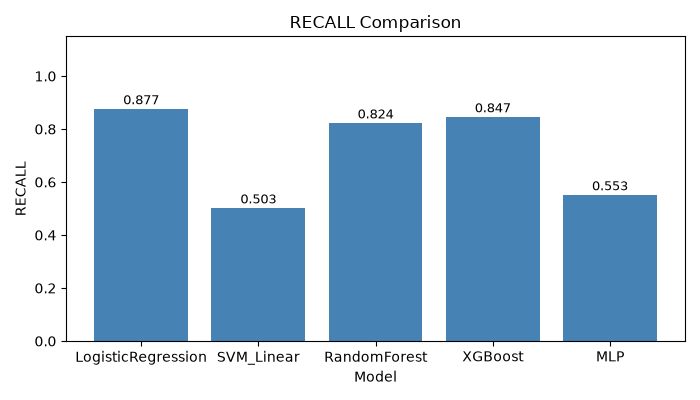 RECALL Comparison
RECALL
1.0
0.8
0.6
0.4
0.2
0.0
0.877
0.503
0.824
0.847
0.553
LogisticRegression SVM_Linear RandomForest XGBoost MLP
Model